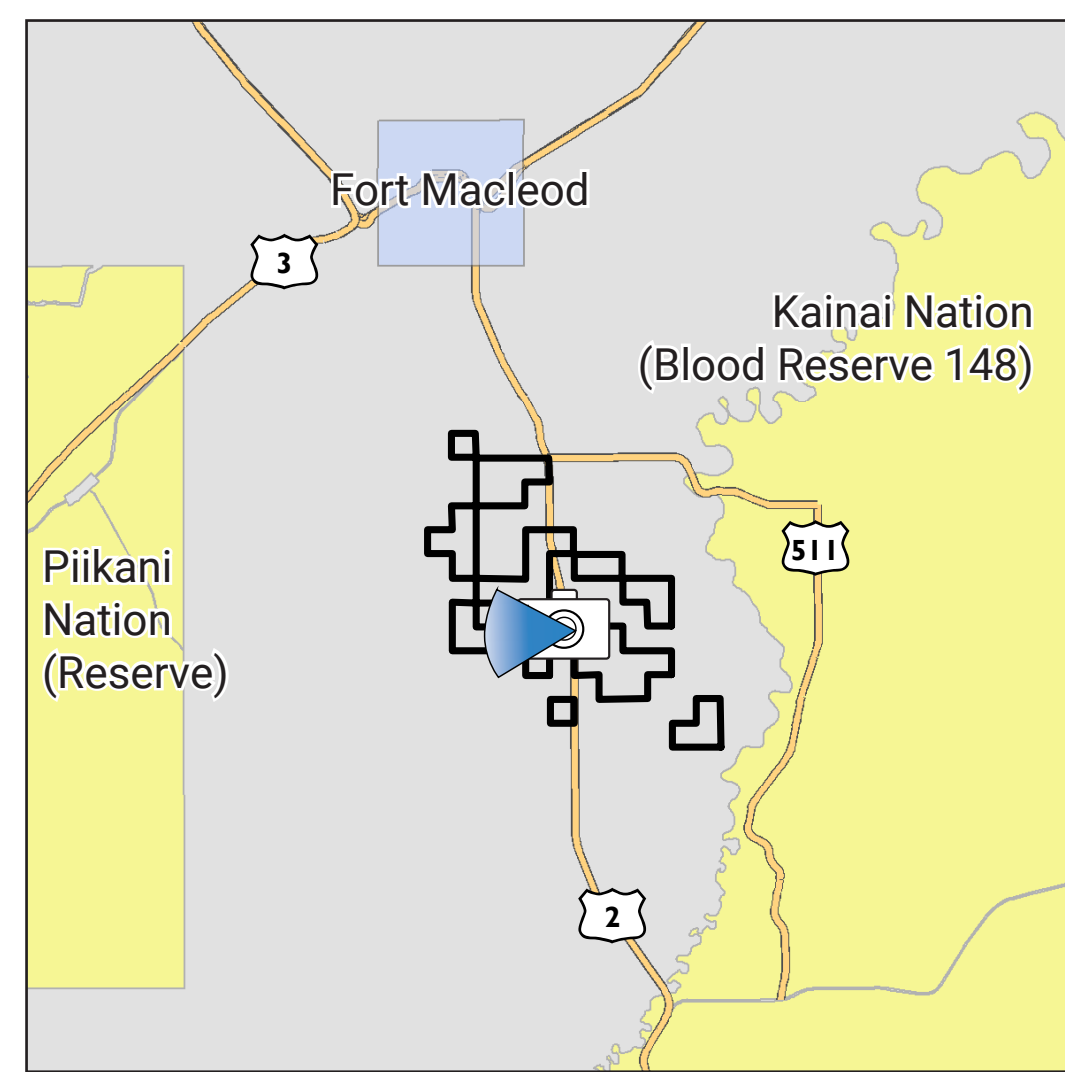 Fort Macleod
3
Kainai Nation
(Blood Reserve 148)
511
Piikani
Nation
(Reserve)
2